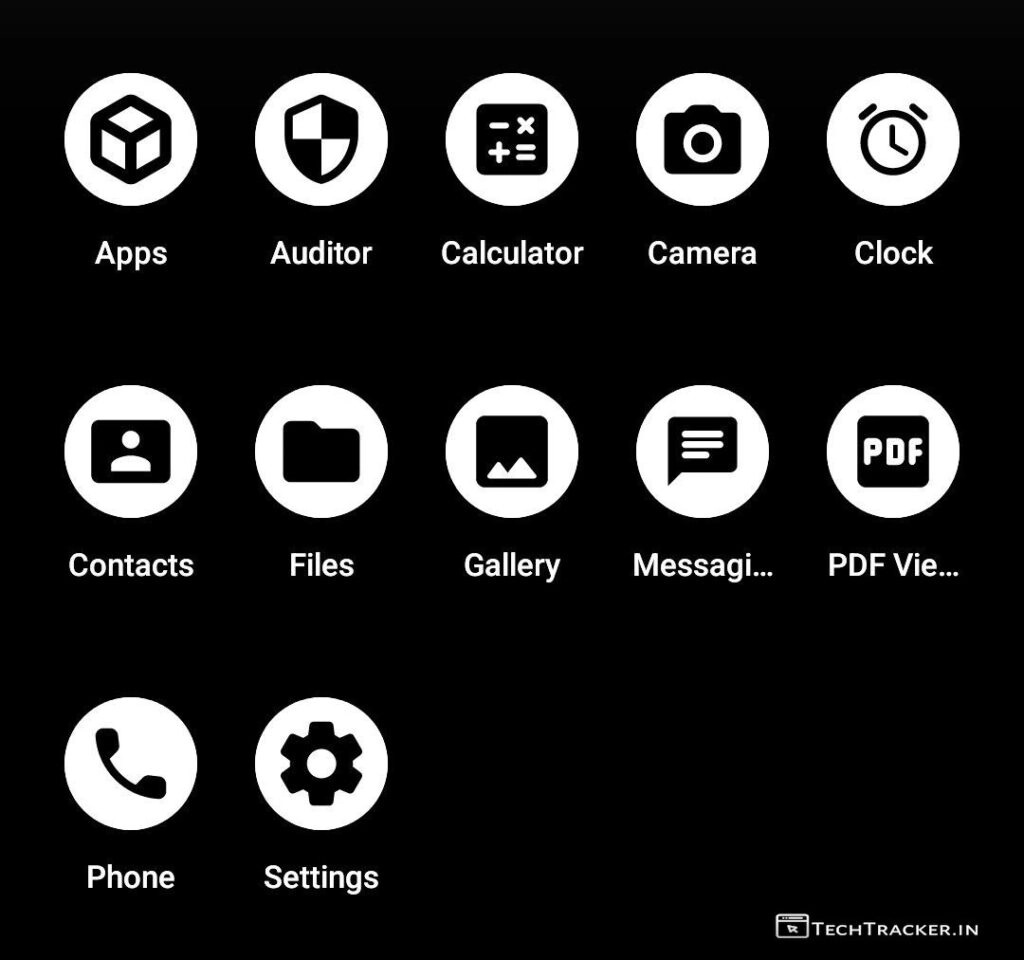 Apps Auditor Calculator Camera Clock
Contacts Files Gallery Messagi... PDF Vie...
PDF
Phone Settings
TECHTRACKER.IN